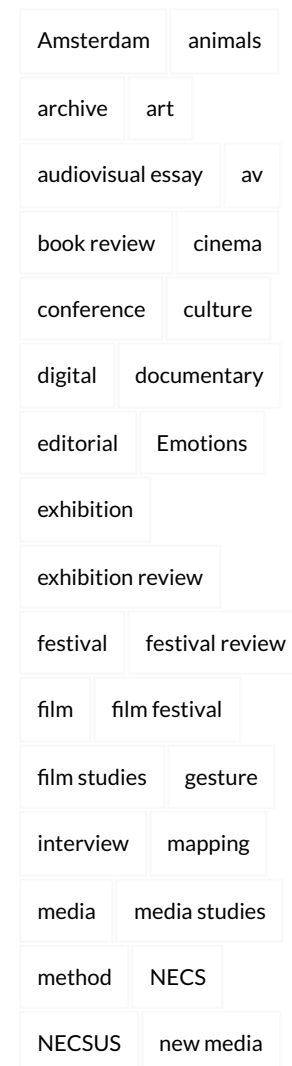 Amsterdam animals
archive art
audiovisual essay av
book review cinema
conference culture
digital documentary
editorial Emotions
exhibition
exhibition review
festival festival review
film film festival
film studies gesture
interview mapping
media media studies
method NECS
NECSUS new media